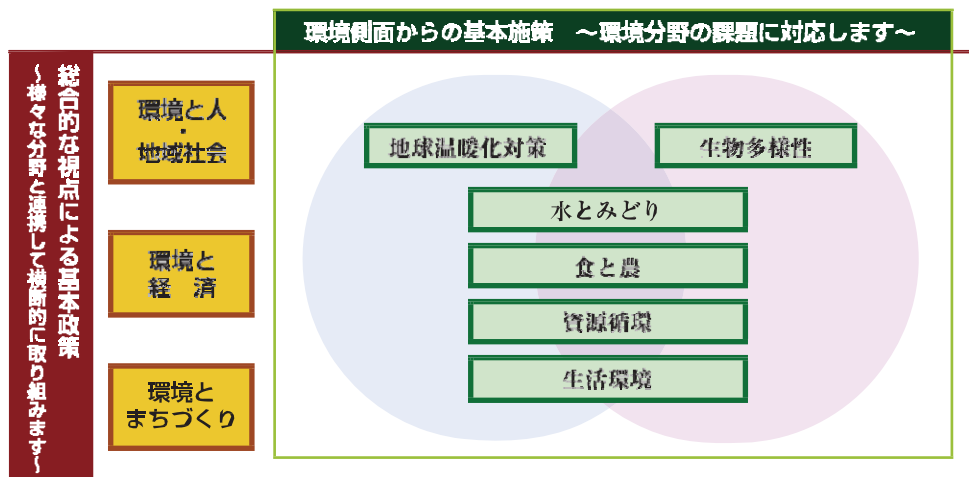 環境側面からの基本施策　～環境分野の課題に対応します～
総合的な視点による基本政策
～様々な分野と連携して横断的に取り組みます～
環境と人
・
地域社会
環境と
経　済
環境と
まちづくり
地球温暖化対策
生物多様性
水とみどり
食と農
資源循環
生活環境